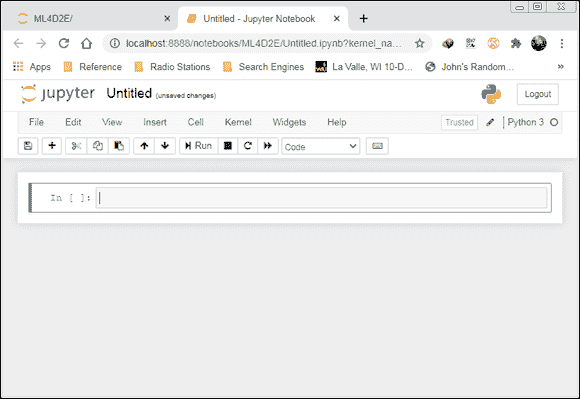 ML4D2E/ Untitled - Jupyter Notebook
localhost:8888/notebooks/ML4D2E/Untitled.ipynb?kernel_na...
Apps Reference Radio Stations Search Engines La Valle, WI 10-D... John's Random... »
jupyter Untitled (unsaved changes) Logout
File Edit View Insert Cell Kernel Widgets Help Trusted Python 3
Run Code
In [ ]: